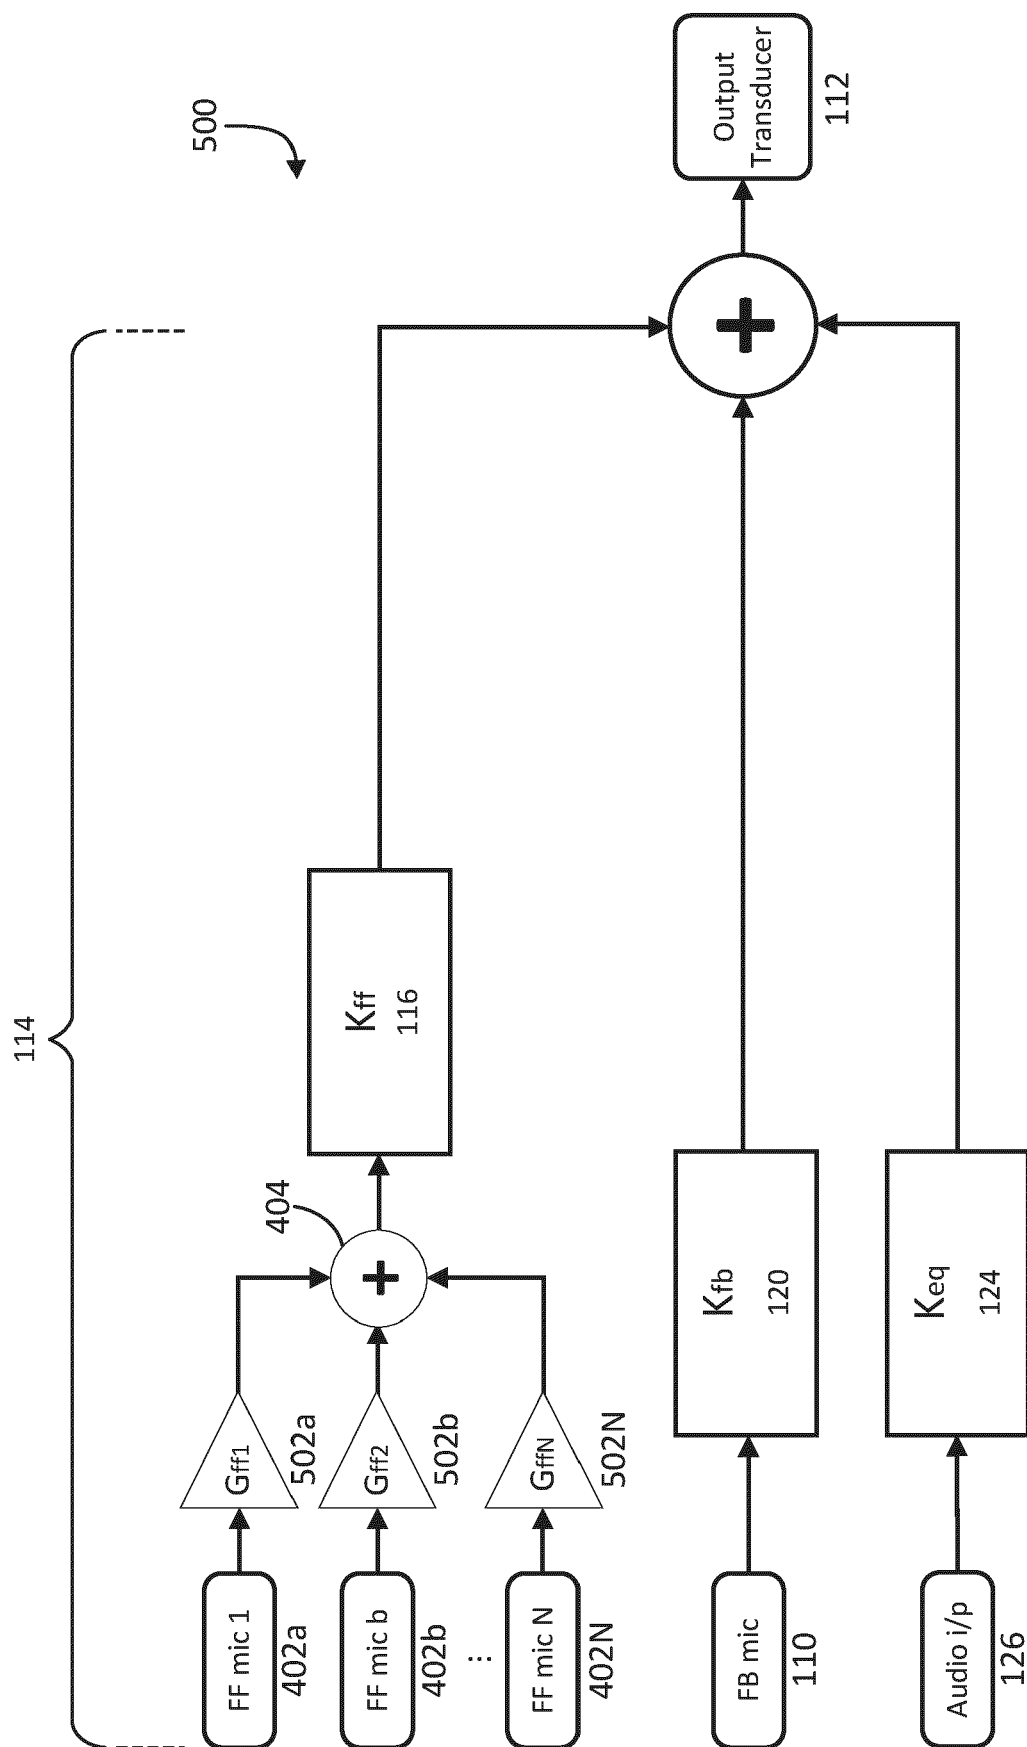 114
500
FF mic 1
402a
Gff1
502a
FF mic b
402b
Gff2
502b
...
FF mic N
402N
GffN
502N
404
+
Kff
116
FB mic
110
Kfb
120
Audio i/p
126
Keq
124
+
Output
Transducer
112